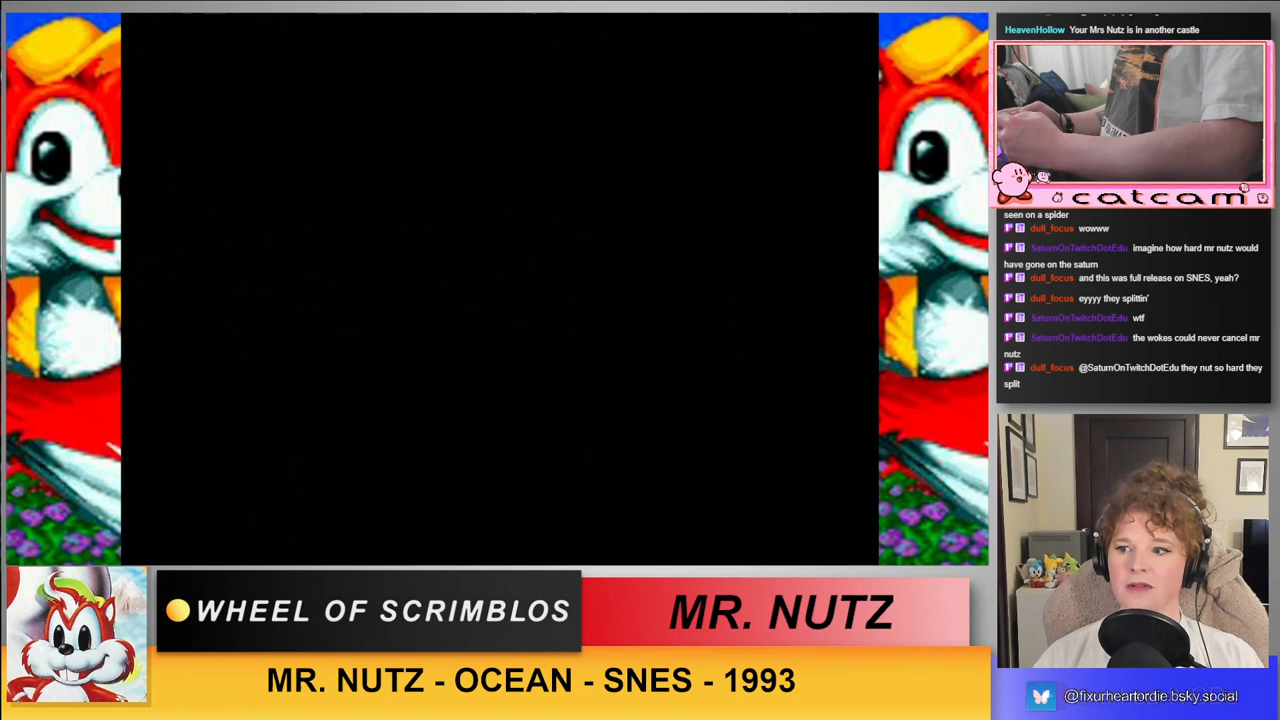 HeavenHollow Your Mrs Nutz is in another castle
catcam
seen on a spider
dull_focus wowww
SaturnOnTwitchDotEdu imagine how hard mr nutz would
have gone on the saturn
dull_focus and this was full release on SNES, yeah?
dull_focus eyyyy they splittin'
SaturnOnTwitchDotEdu wtf
SaturnOnTwitchDotEdu the wokes could never cancel mr
nutz
dull_focus @SaturnOnTwitchDotEdu they nut so hard they
split
WHEEL OF SCRIMBLOS
MR. NUTZ
MR. NUTZ - OCEAN - SNES - 1993
@fixurheartordie.bsky.social